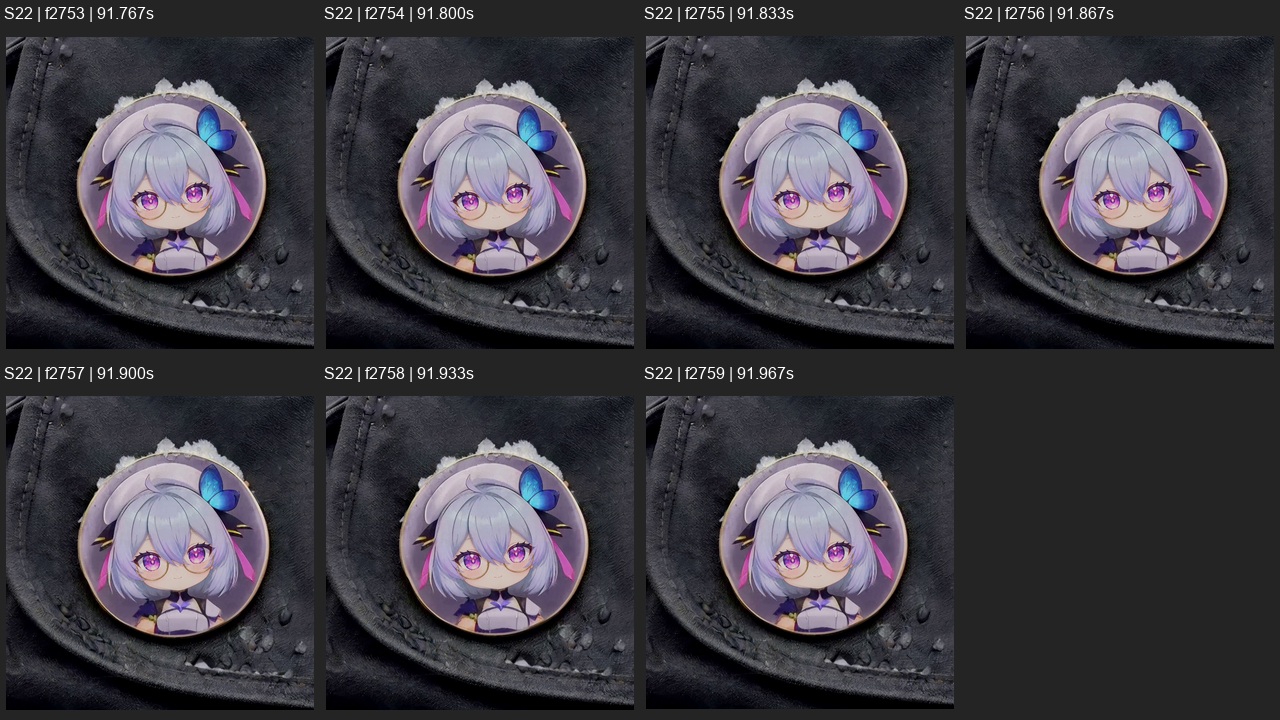 S22 | f2753 | 91.767s
S22 | f2754 | 91.800s
S22 | f2755 | 91.833s
S22 | f2756 | 91.867s
S22 | f2757 | 91.900s
S22 | f2758 | 91.933s
S22 | f2759 | 91.967s